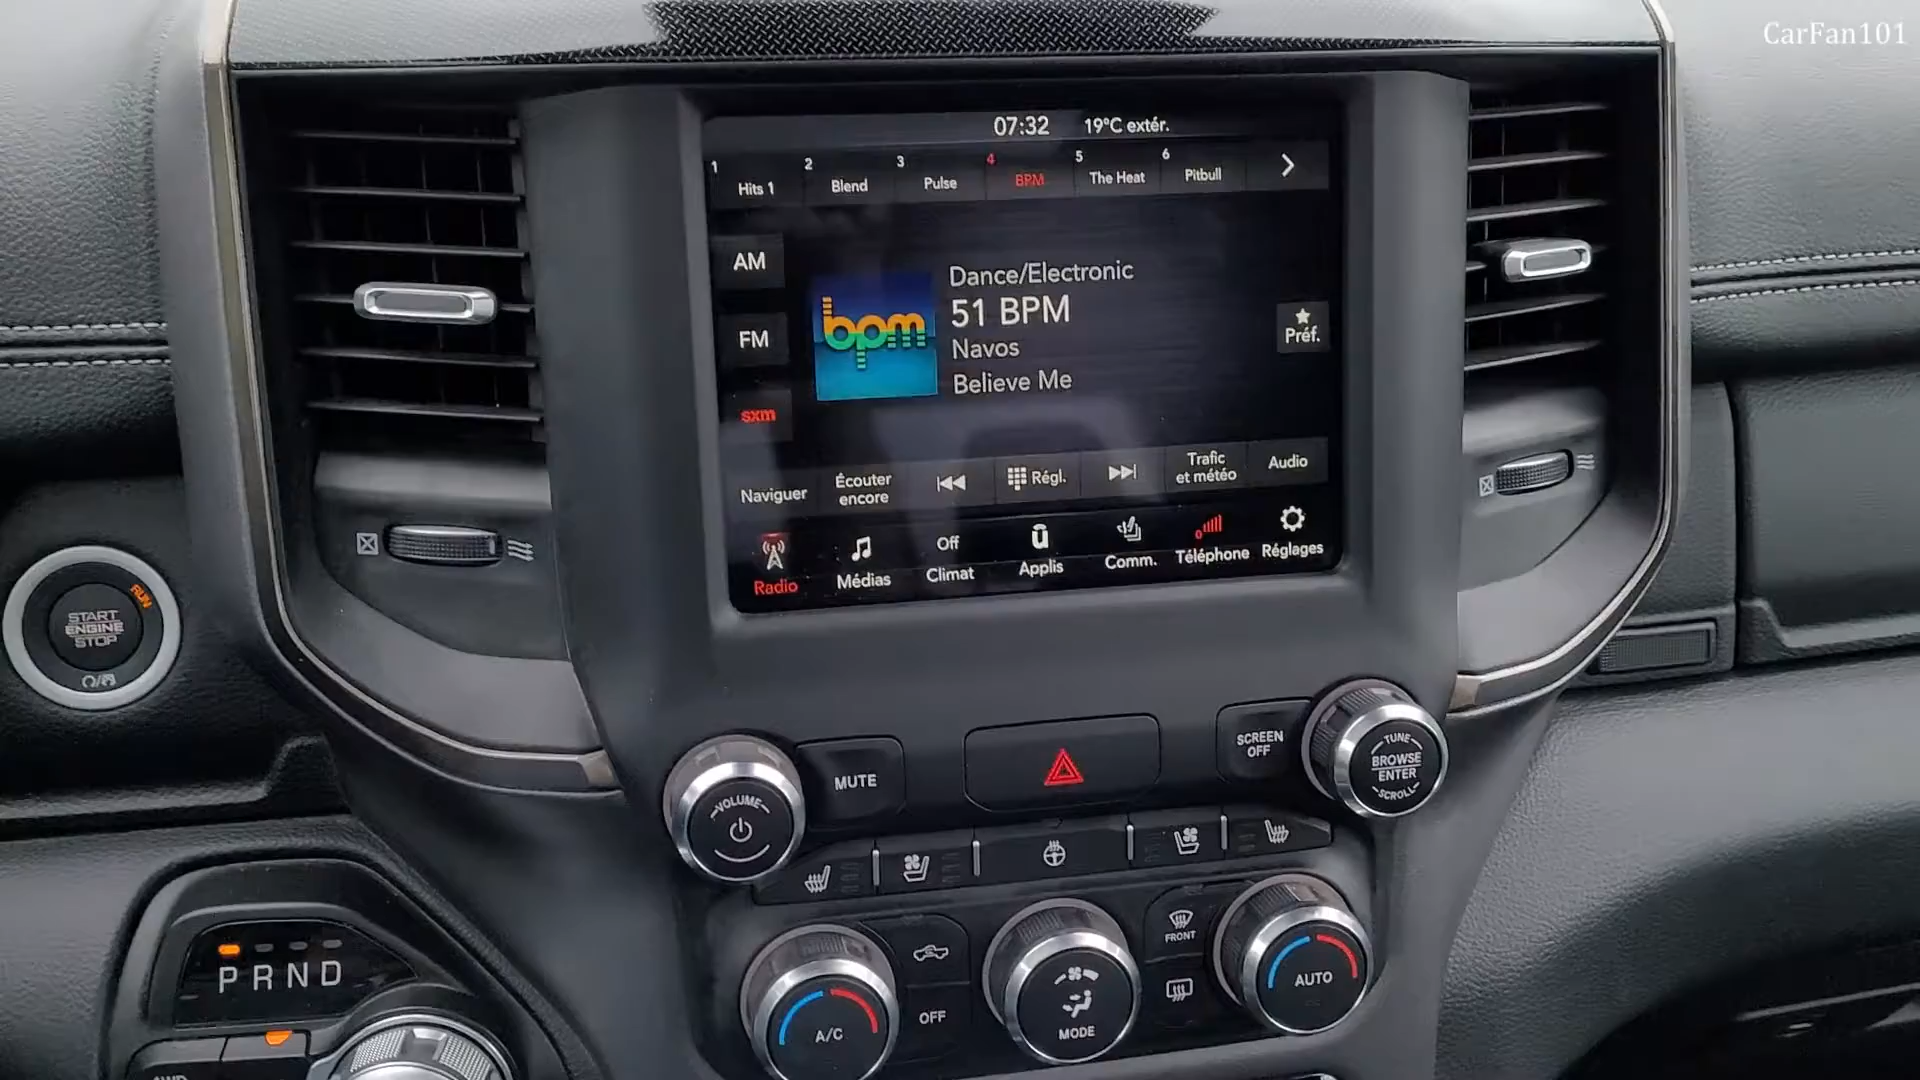 CarFan101
07:32 19°C extér.
1 2 3 4 5 6
Hits 1 Blend Pulse BPM The Heat Pitbull
AM
FM
sxm
bpm
Dance/Electronic
51 BPM
Navos
Believe Me
Préf.
Naviguer
Écouter
encore
Régl.
Trafic
et météo
Audio
Radio
Médias
Off
Climat
Applis
Comm.
Téléphone
Réglages
RUN
START
ENGINE
STOP
VOLUME
MUTE
SCREEN
OFF
TUNE
BROWSE
ENTER
SCROLL
PRND
A/C
OFF
MODE
FRONT
AUTO